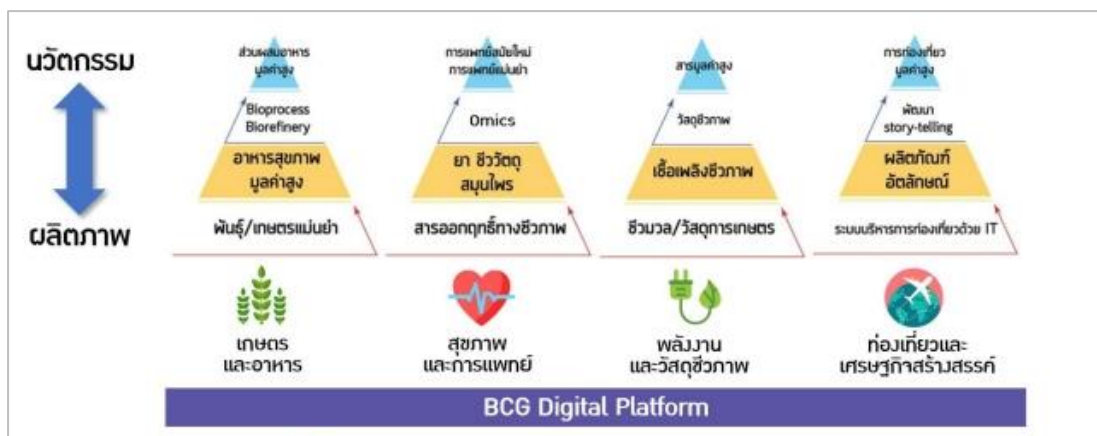 นวัตกรรม
ผลิตภาพ
ส่วนผสมอาหาร
มูลค่าสูง
Bioprocess
Biorefinery
อาหารสุขภาพ
มูลค่าสูง
พันธุ์/เกษตรแม่นยำ
เกษตร
และอาหาร
การแพทย์สมัยใหม่
การแพทย์แม่นยำ
Omics
ยา ชีววัตถุ
สมุนไพร
สารออกฤทธิ์ทางชีวภาพ
สุขภาพ
และการแพทย์
สารมูลค่าสูง
วัสดุชีวภาพ
เชื้อเพลิงชีวภาพ
ชีวมวล/วัสดุการเกษตร
พลังงาน
และวัสดุชีวภาพ
การท่องเที่ยว
มูลค่าสูง
พัฒนา
story-telling
ผลิตภัณฑ์
อัตลักษณ์
ระบบบริหารการท่องเที่ยวด้วย IT
ท่องเที่ยวและ
เศรษฐกิจสร้างสรรค์
BCG Digital Platform